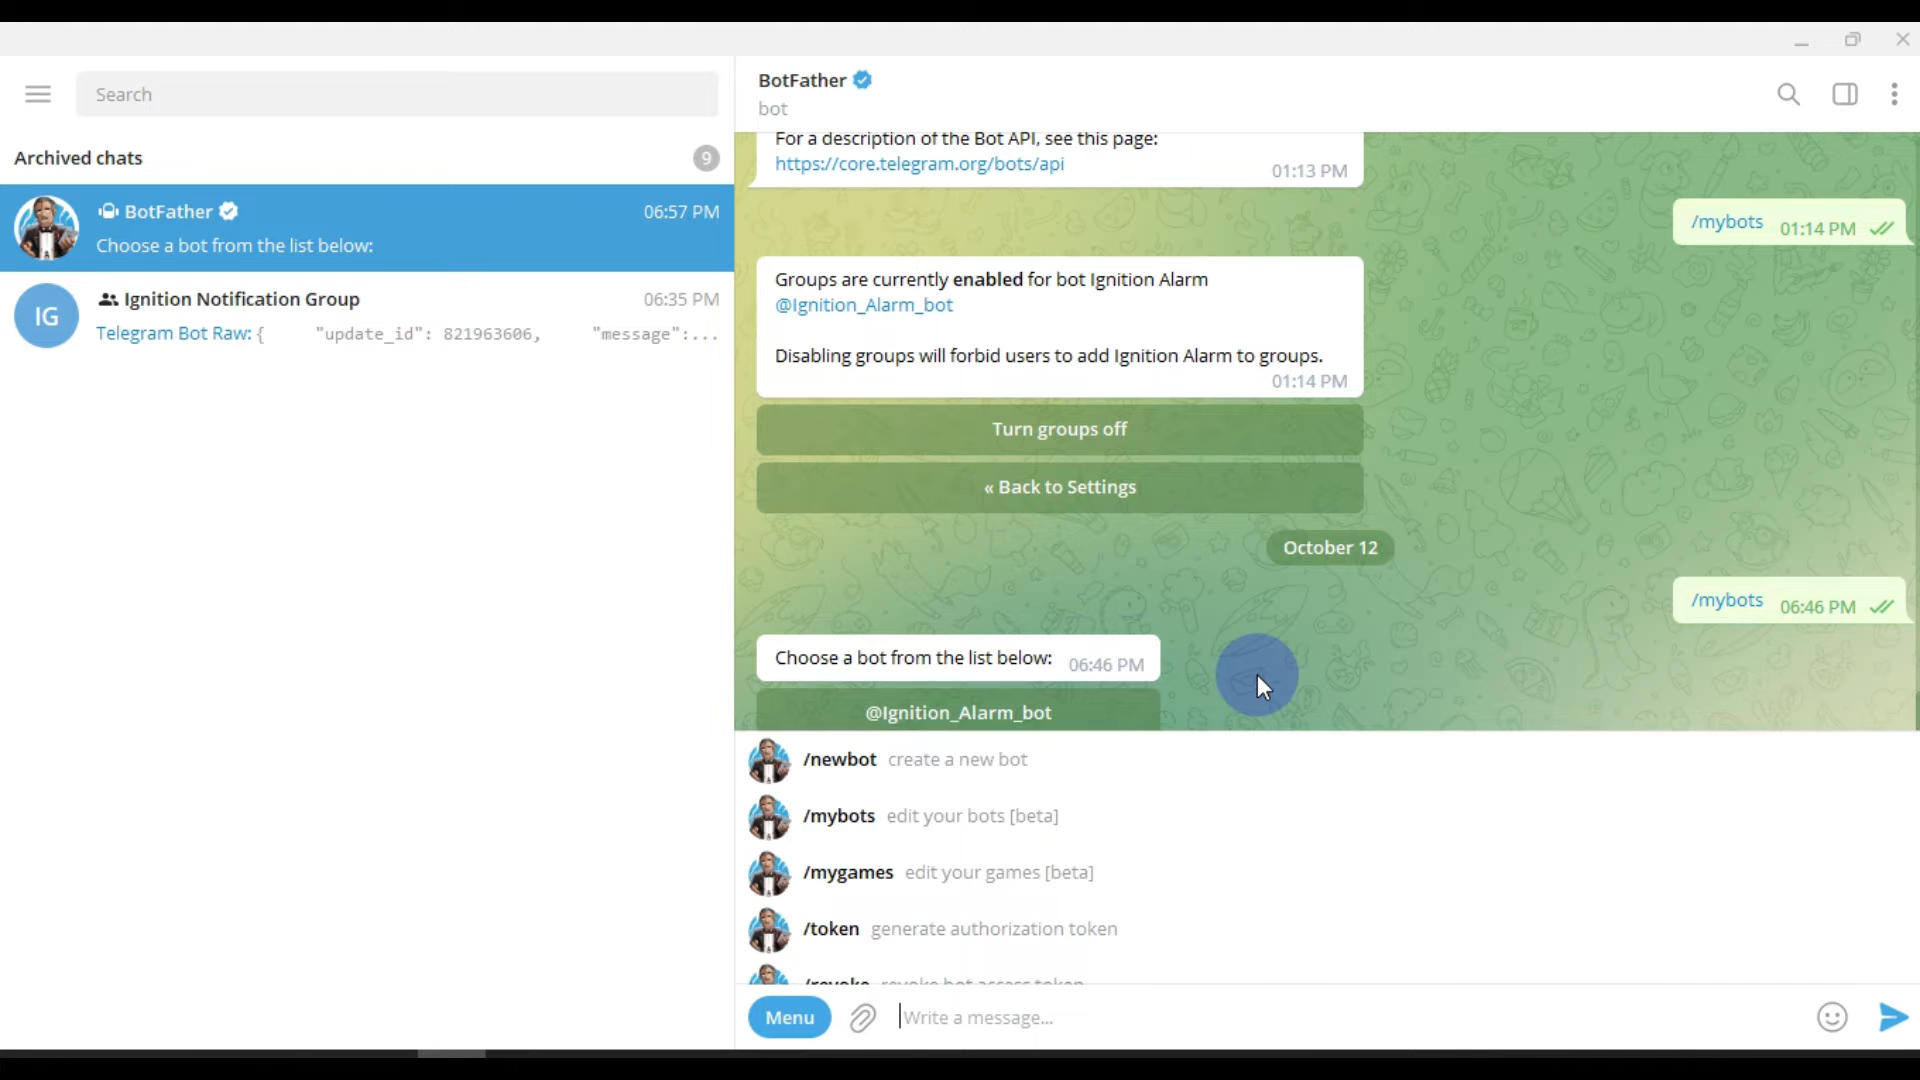 Search
Archived chats
9
BotFather
06:57 PM
Choose a bot from the list below:
IG
Ignition Notification Group
06:35 PM
Telegram Bot Raw: { "update_id": 821963606, "message":...
BotFather
bot
For a description of the Bot API, see this page:
https://core.telegram.org/bots/api
01:13 PM
/mybots 01:14 PM
Groups are currently enabled for bot Ignition Alarm
@Ignition_Alarm_bot
Disabling groups will forbid users to add Ignition Alarm to groups.
01:14 PM
Turn groups off
« Back to Settings
October 12
/mybots 06:46 PM
Choose a bot from the list below: 06:46 PM
@Ignition_Alarm_bot
/newbot create a new bot
/mybots edit your bots [beta]
/mygames edit your games [beta]
/token generate authorization token
/revoke revoke bot access token
Menu
Write a message...